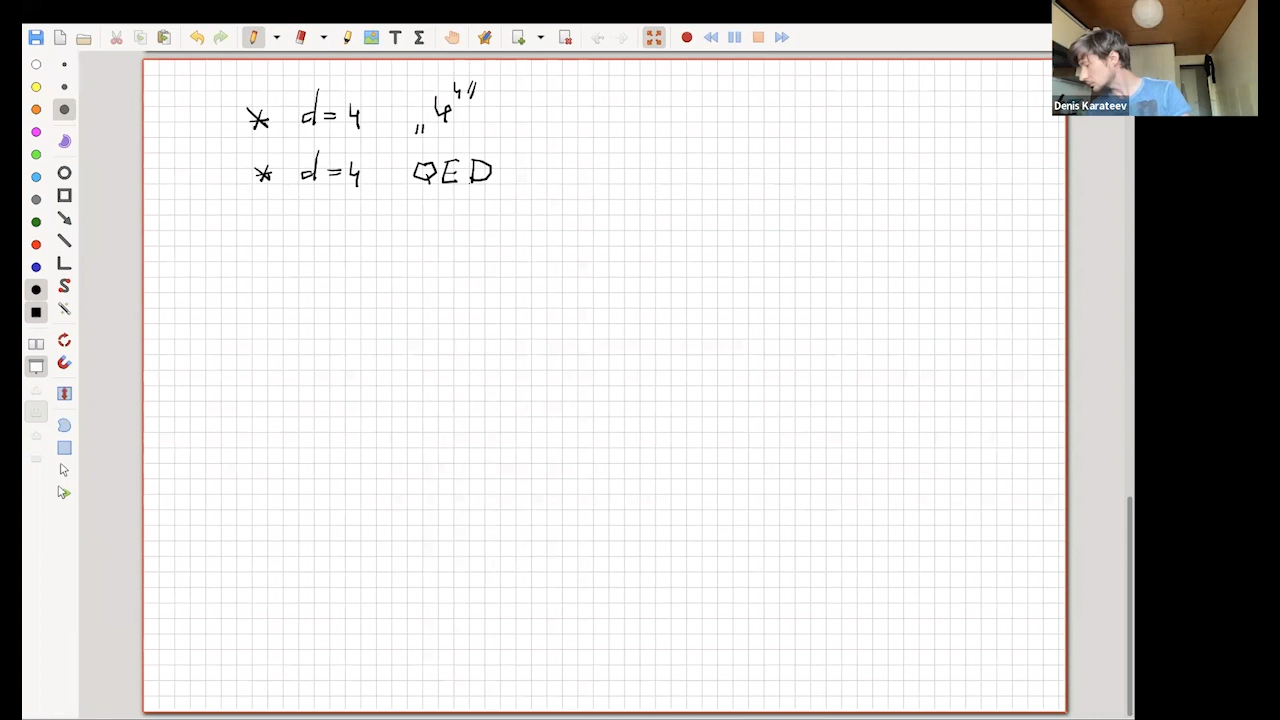 * d=4 „φ⁴”
* d=4 QED
Denis Karateev